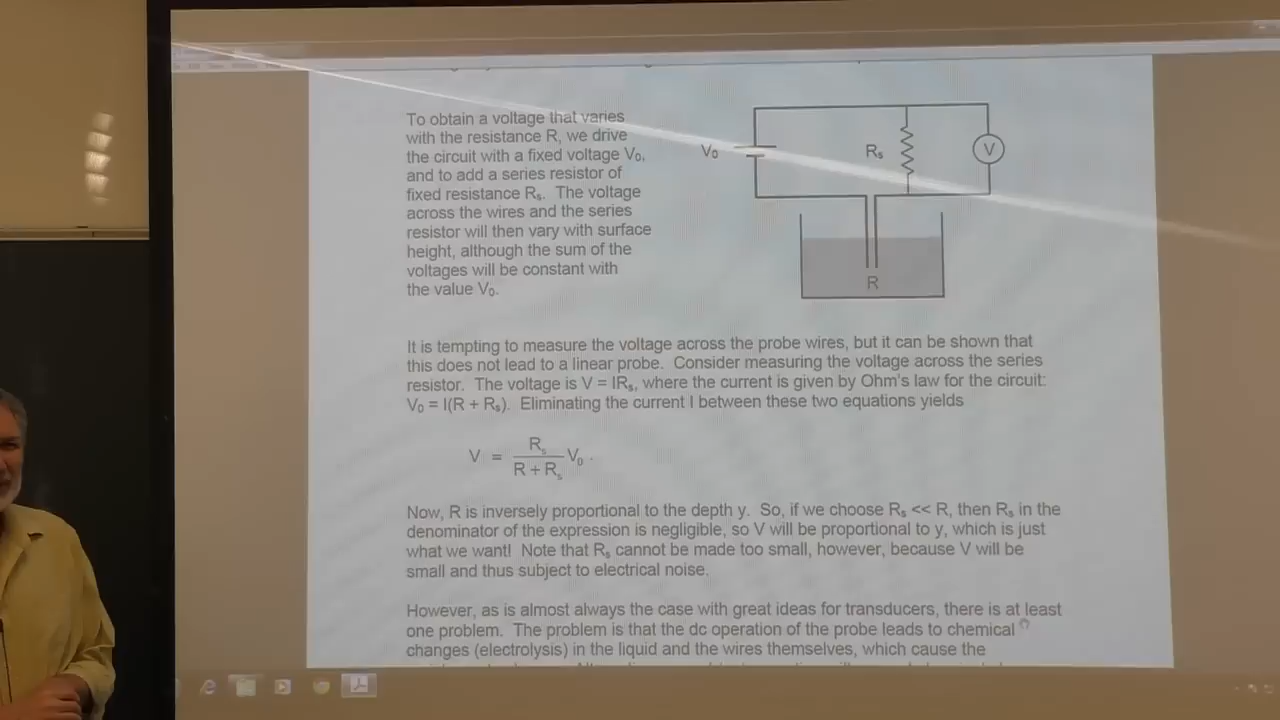 To obtain a voltage that varies
with the resistance R, we drive
the circuit with a fixed voltage V₀,
and to add a series resistor of
fixed resistance Rₛ. The voltage
across the wires and the series
resistor will then vary with surface
height, although the sum of the
voltages will be constant with
the value V₀.
V₀
Rₛ
V
R
It is tempting to measure the voltage across the probe wires, but it can be shown that
this does not lead to a linear probe. Consider measuring the voltage across the series
resistor. The voltage is V = IRₛ, where the current is given by Ohm's law for the circuit:
V₀ = I(R + Rₛ). Eliminating the current I between these two equations yields
V = Rₛ / (R + Rₛ) V₀ .
Now, R is inversely proportional to the depth y. So, if we choose Rₛ << R, then Rₛ in the
denominator of the expression is negligible, so V will be proportional to y, which is just
what we want! Note that Rₛ cannot be made too small, however, because V will be
small and thus subject to electrical noise.
However, as is almost always the case with great ideas for transducers, there is at least
one problem. The problem is that the dc operation of the probe leads to chemical
changes (electrolysis) in the liquid and the wires themselves, which cause the